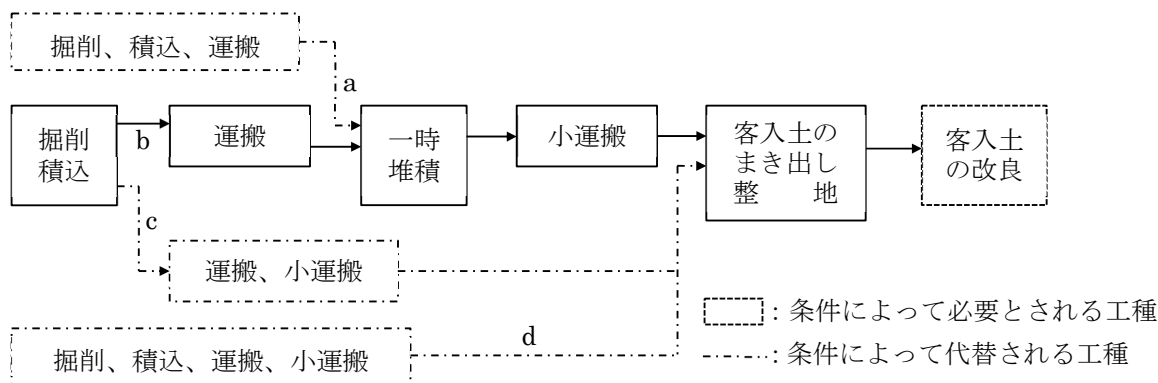 掘削、積込、運搬
a
掘削
積込
b
運搬
一時
堆積
小運搬
客入土の
まき出し
整　　地
客入土
の改良
c
運搬、小運搬
掘削、積込、運搬、小運搬
d
：条件によって必要とされる工種
：条件によって代替される工種